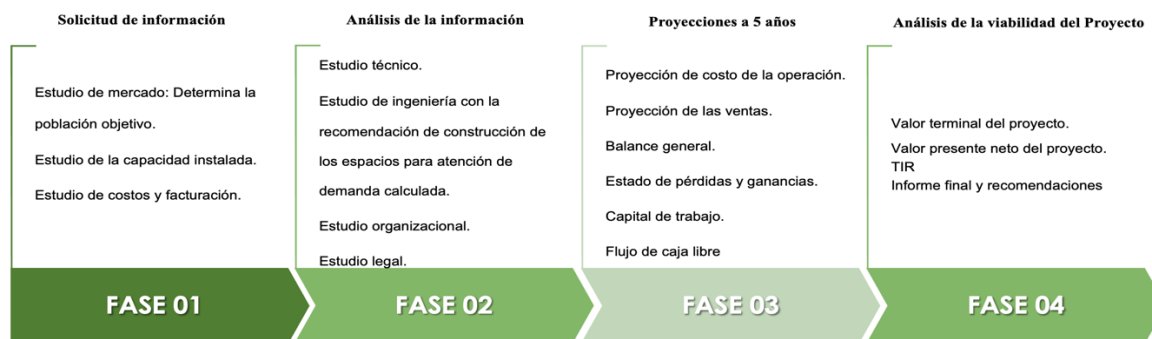 Solicitud de información
Estudio de mercado: Determina la
población objetivo.
Estudio de la capacidad instalada.
Estudio de costos y facturación.
FASE 01
Análisis de la información
Estudio técnico.
Estudio de ingeniería con la
recomendación de construcción de
los espacios para atención de
demanda calculada.
Estudio organizacional.
Estudio legal.
FASE 02
Proyecciones a 5 años
Proyección de costo de la operación.
Proyección de las ventas.
Balance general.
Estado de pérdidas y ganancias.
Capital de trabajo.
Flujo de caja libre
FASE 03
Análisis de la viabilidad del Proyecto
Valor terminal del proyecto.
Valor presente neto del proyecto.
TIR
Informe final y recomendaciones
FASE 04